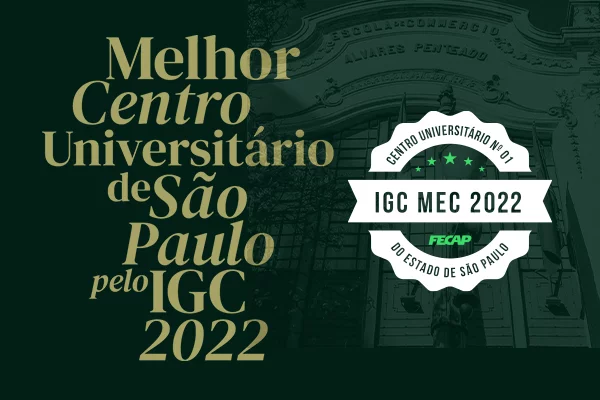 Melhor
Centro
Universitário
de São
Paulo
pelo IGC
2022
ESCOLA DE COMMERCIO
ALVARES PENTEADO
CENTRO UNIVERSITÁRIO Nº 01
IGC MEC 2022
FECAP
DO ESTADO DE SÃO PAULO